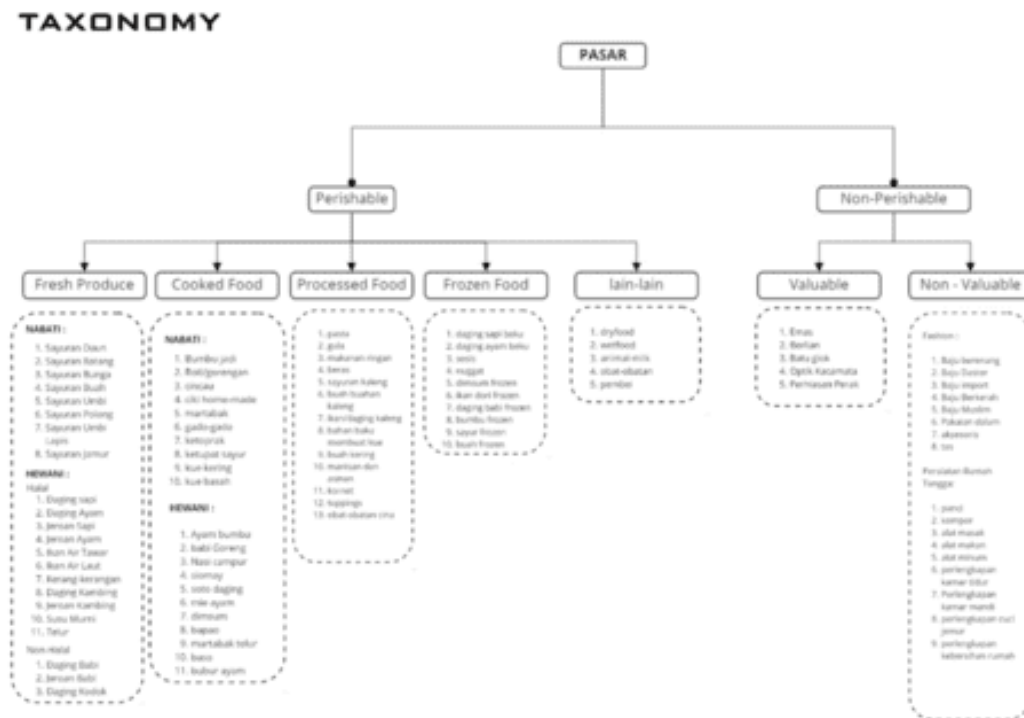 TAXONOMY
PASAR
Perishable
Non-Perishable
Fresh Produce
Cooked Food
Processed Food
Frozen Food
lain-lain
Valuable
Non - Valuable
NABATI :
1. Sayuran Daun
2. Sayuran Batang
3. Sayuran Bunga
4. Sayuran Buah
5. Sayuran Umbi
6. Sayuran Polong
7. Sayuran Umbi
Lapis
8. Sayuran Jamur
HEWANI :
Halal
1. Daging sapi
2. Daging Ayam
3. Jeroan Sapi
4. Jeroan Ayam
5. Ikan Air Tawar
6. Ikan Air Laut
7. Kerang-kerangan
8. Daging Kambing
9. Jeroan Kambing
10. Susu Murni
11. Telur
Non-Halal
1. Daging Babi
2. Jeroan Babi
3. Daging Kodok
NABATI :
1. Bumbu jadi
2. Roti/gorengan
3. cincau
4. ciki home-made
5. martabak
6. gado-gado
7. ketoprak
8. ketupat sayur
9. kue kering
10. kue basah
HEWANI :
1. Ayam bumbu
2. babi Goreng
3. Nasi campur
4. siomay
5. soto daging
6. mie ayam
7. dimsum
8. bapao
9. martabak telur
10. baso
11. bubur ayam
1. pasta
2. gula
3. makanan ringan
4. beras
5. sayuran kaleng
6. buah buahan
kaleng
7. ikan/daging kaleng
8. bahan baku
membuat kue
9. buah kering
10. manisan dan
asinan
11. kornet
12. toppings
13. obat-obatan cina
1. daging sapi beku
2. daging ayam beku
3. sosis
4. nugget
5. dimsum frozen
6. ikan dori frozen
7. daging babi frozen
8. bumbu frozen
9. sayur frozen
10. buah frozen
1. dryfood
2. wetfood
3. animal milk
4. obat-obatan
5. pembei
1. Emas
2. Berlian
3. Batu giok
4. Optik Kacamata
5. Permasan Perak
Fashion :
1. Baju berenang
2. Baju Daster
3. Baju import
4. Baju Berkerah
5. Baju Muslim
6. Pakaian dalam
7. aksesoris
8. tas
Peralatan Rumah
Tangga:
1. panci
2. kompor
3. alat masak
4. alat makan
5. alat minum
6. perlengkapan
kamar tidur
7. Perlengkapan
kamar mandi
8. perlengkapan cuci
jemur
9. perlengkapan
kebersihan rumah